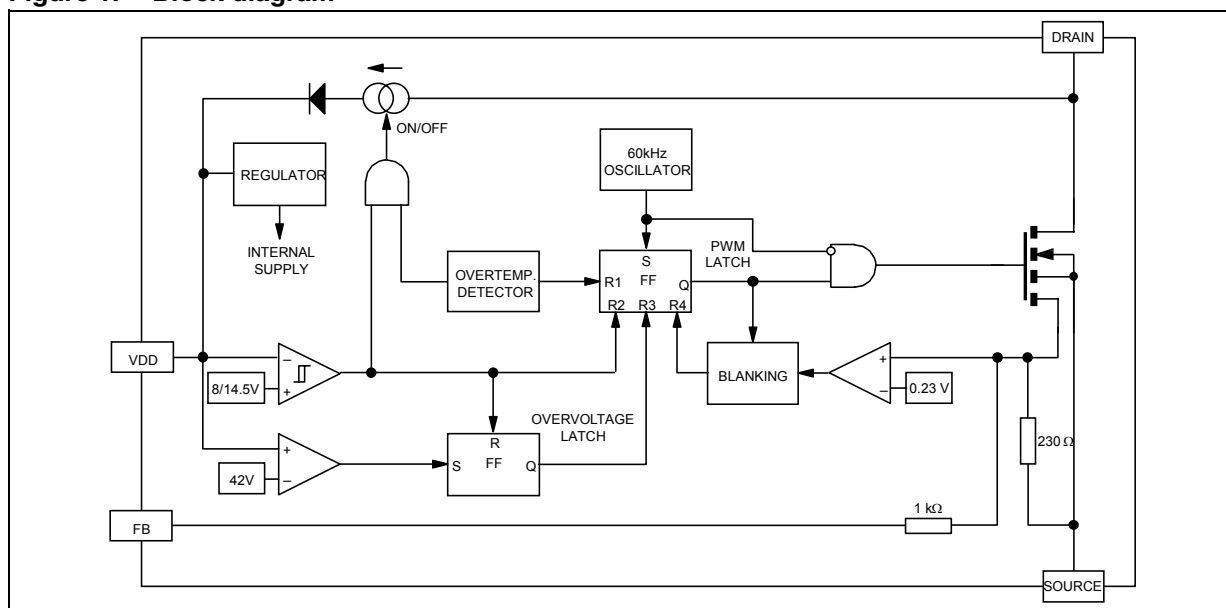 Figure 1. Block diagram
DRAIN
ON/OFF
60kHz
OSCILLATOR
REGULATOR
INTERNAL
SUPPLY
PWM
LATCH
S
FF
R1
Q
R2 R3 R4
OVERTEMP.
DETECTOR
VDD
8/14.5V
−
+
BLANKING
+
−
0.23 V
OVERVOLTAGE
LATCH
R
FF
S
Q
230 Ω
+
−
42V
1 kΩ
FB
SOURCE